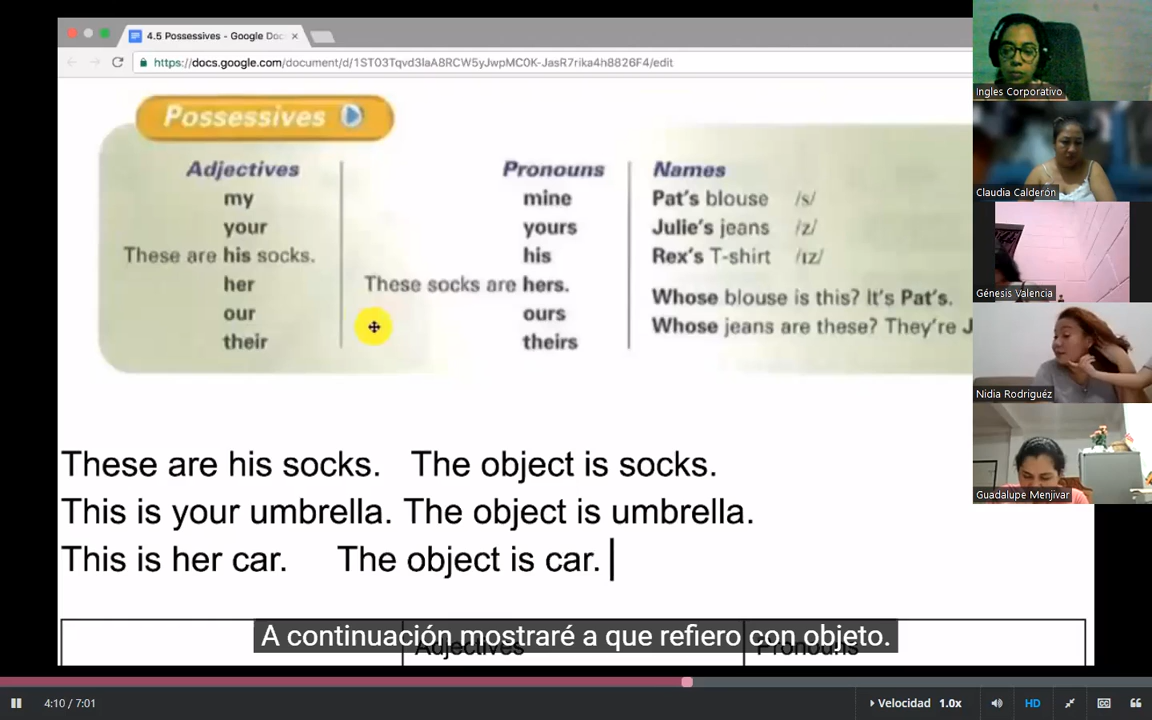 4.5 Possessives - Google Doc
https://docs.google.com/document/d/1ST03Tqvd3laABRCW5yJwpMC0K-JasR7rika4h8826F4/edit
Possessives
Adjectives Pronouns Names
my mine Pat's blouse /s/
your yours Julie's jeans /z/
These are his socks. his Rex's T-shirt /ɪz/
her These socks are hers.
our ours Whose blouse is this? It's Pat's.
their theirs Whose jeans are these? They're J
These are his socks. The object is socks.
This is your umbrella. The object is umbrella.
This is her car. The object is car.
Adjectives Pronouns
A continuación mostraré a que refiero con objeto.
Ingles Corporativo
Claudia Calderón
Génesis Valencia
Nidia Rodriguéz
Guadalupe Menjivar
4:10 / 7:01 Velocidad 1.0x HD